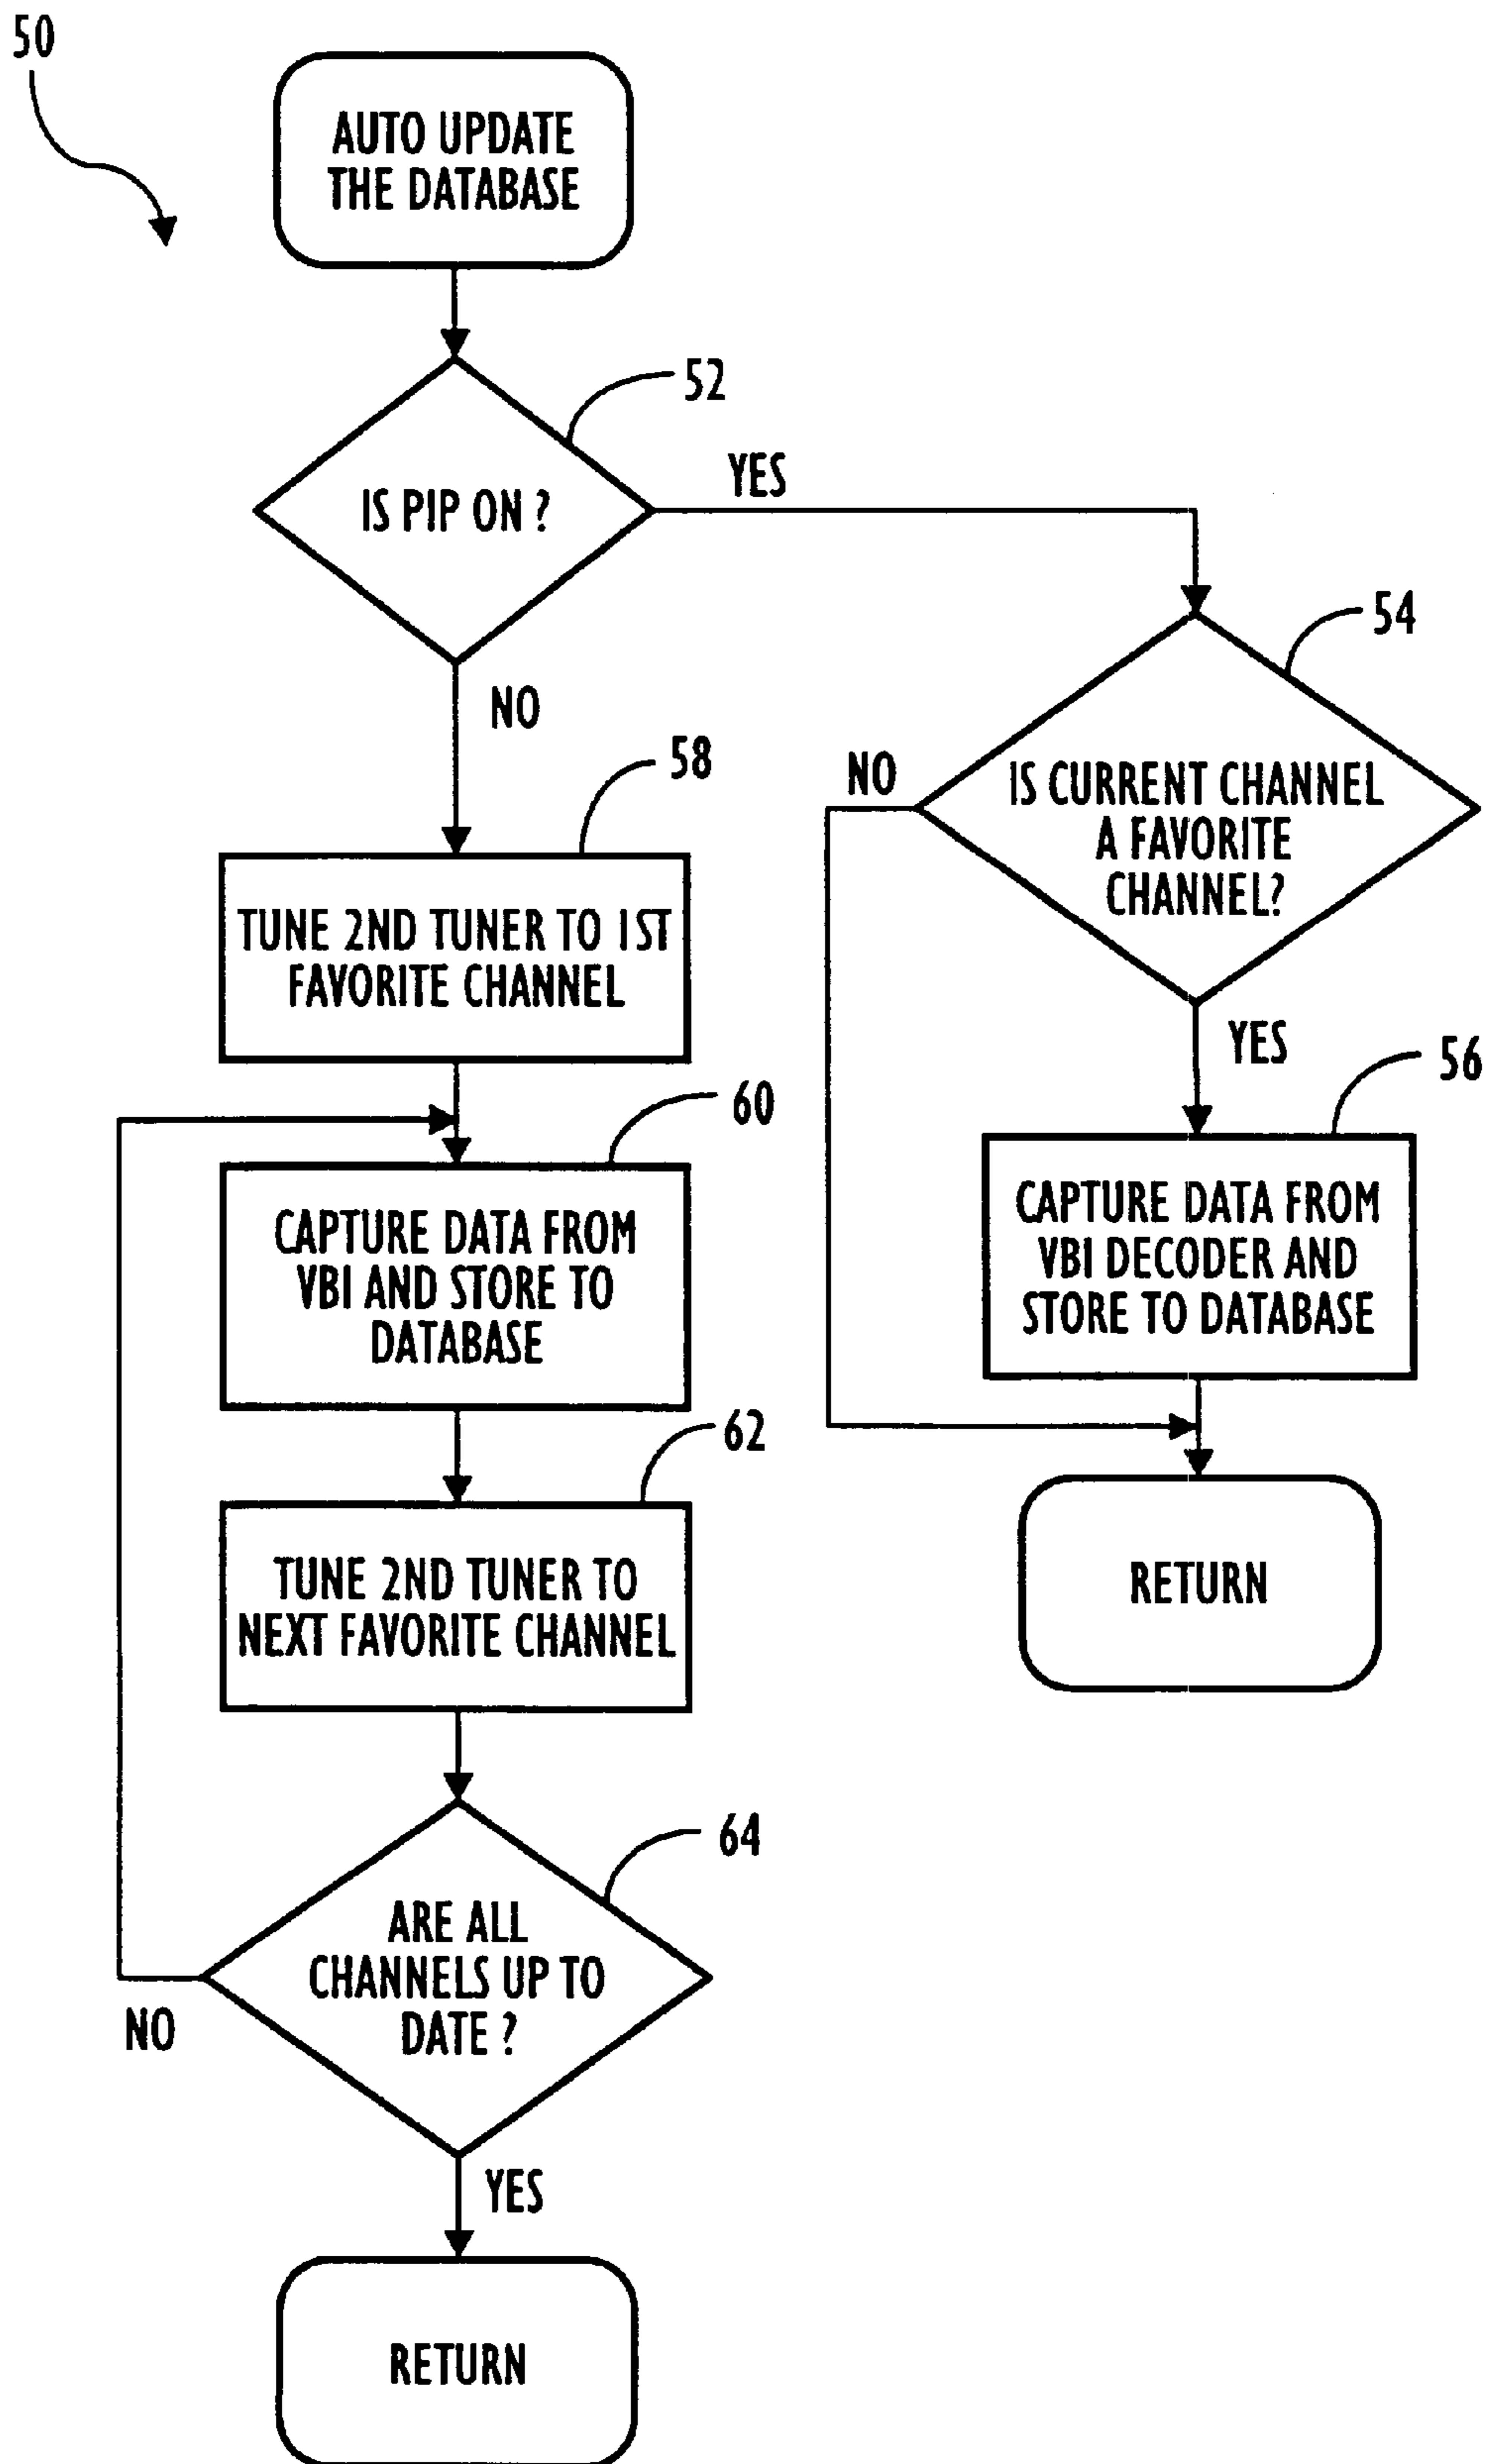 50
AUTO UPDATE
THE DATABASE
52
IS PIP ON ?
YES
NO
54
IS CURRENT CHANNEL
A FAVORITE
CHANNEL?
NO
YES
58
TUNE 2ND TUNER TO 1ST
FAVORITE CHANNEL
56
CAPTURE DATA FROM
VBI DECODER AND
STORE TO DATABASE
60
CAPTURE DATA FROM
VBI AND STORE TO
DATABASE
62
TUNE 2ND TUNER TO
NEXT FAVORITE CHANNEL
RETURN
64
ARE ALL
CHANNELS UP TO
DATE ?
NO
YES
RETURN